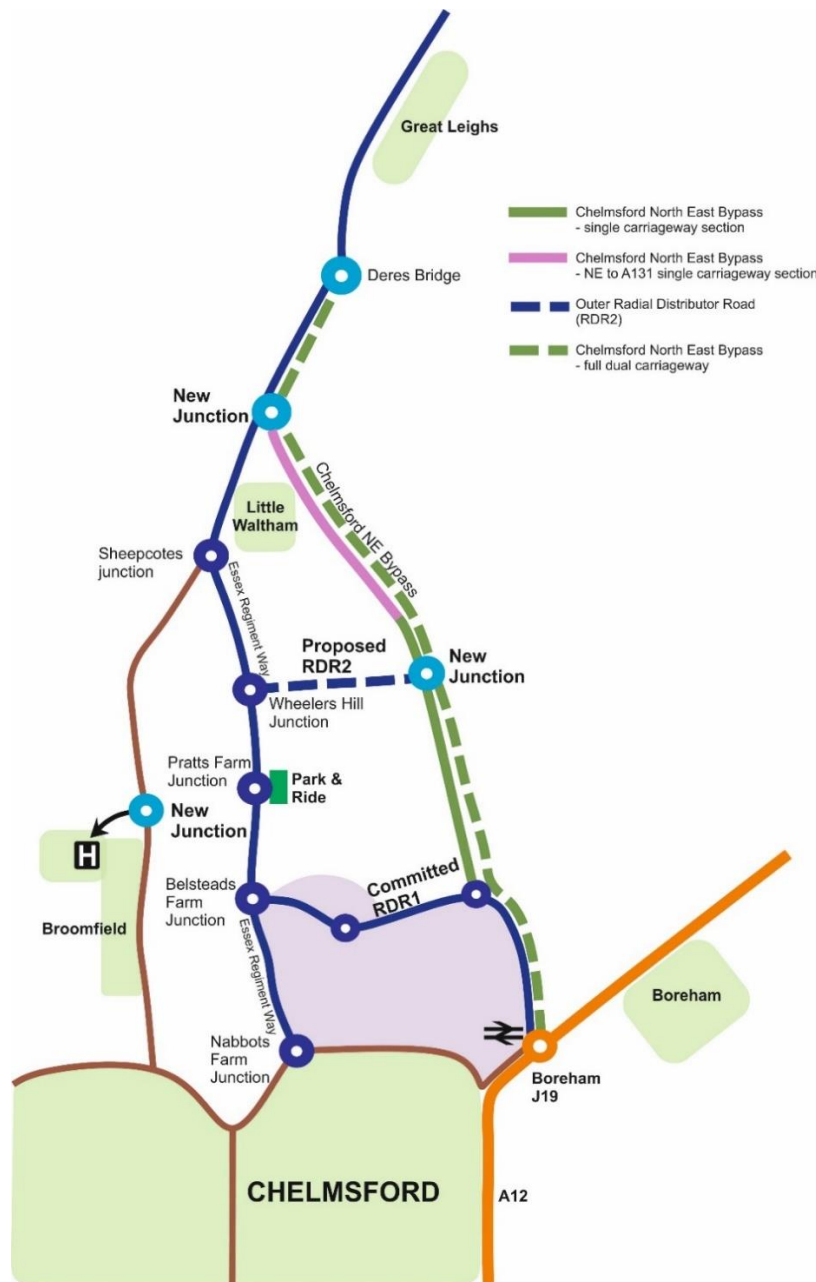 Great Leighs
Chelmsford North East Bypass
- single carriageway section
Chelmsford North East Bypass
- NE to A131 single carriageway section
Outer Radial Distributor Road
(RDR2)
Chelmsford North East Bypass
- full dual carriageway
Deres Bridge
New
Junction
Chelmsford NE Bypass
Little
Waltham
Sheepcotes
junction
Essex Regiment Way
Proposed
RDR2
New
Junction
Wheelers Hill
Junction
Pratts Farm
Junction
Park &
Ride
New
Junction
H
Belsteads
Farm
Junction
Committed
RDR1
Broomfield
Essex Regiment Way
Boreham
Nabbots
Farm
Junction
Boreham
J19
CHELMSFORD
A12